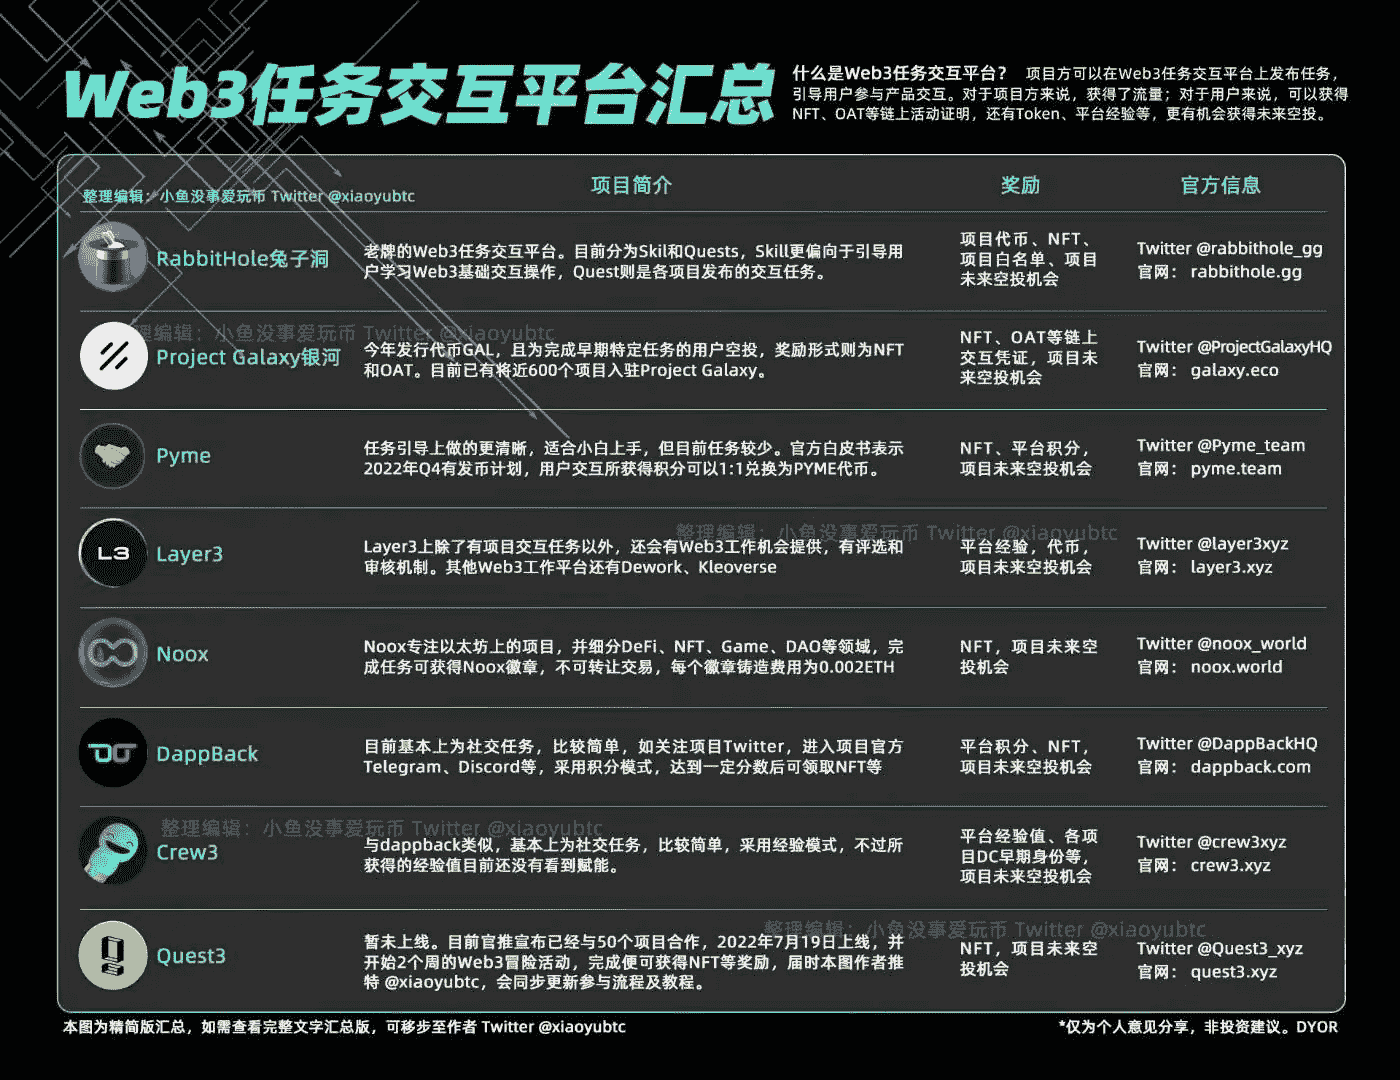 Web3任务交互平台汇总
什么是Web3任务交互平台？ 项目方可以在Web3任务交互平台上发布任务，
引导用户参与产品交互。对于项目方来说，获得了流量；对于用户来说，可以获得
NFT、OAT等链上活动证明，还有Token、平台经验等，更有机会获得未来空投。
整理编辑：小鱼没事爱玩币 Twitter @xiaoyubtc
项目简介
奖励
官方信息
RabbitHole兔子洞
老牌的Web3任务交互平台。目前分为Skil和Quests，Skill更偏向于引导用
户学习Web3基础交互操作，Quest则是各项目发布的交互任务。
项目代币、NFT、
项目白名单、项目
未来空投机会
Twitter @rabbithole_gg
官网： rabbithole.gg
整理编辑：小鱼没事爱玩币 Twitter @xiaoyubtc
Project Galaxy银河
今年发行代币GAL，且为完成早期特定任务的用户空投，奖励形式则为NFT
和OAT。目前已有将近600个项目入驻Project Galaxy。
NFT、OAT等链上
交互凭证，项目未
来空投机会
Twitter @ProjectGalaxyHQ
官网： galaxy.eco
Pyme
任务引导上做的更清晰，适合小白上手，但目前任务较少。官方白皮书表示
2022年Q4有发币计划，用户交互所获得积分可以1:1兑换为PYME代币。
NFT、平台积分，
项目未来空投机会
Twitter @Pyme_team
官网： pyme.team
整理编辑：小鱼没事爱玩币 Twitter @xiaoyubtc
L3
Layer3
Layer3上除了有项目交互任务以外，还会有Web3工作机会提供，有评选和
审核机制。其他Web3工作平台还有Dework、Kleoverse
平台经验，代币，
项目未来空投机会
Twitter @layer3xyz
官网： layer3.xyz
Noox
Noox专注以太坊上的项目，并细分DeFi、NFT、Game、DAO等领域，完
成任务可获得Noox徽章，不可转让交易，每个徽章铸造费用为0.002ETH
NFT，项目未来空
投机会
Twitter @noox_world
官网： noox.world
DappBack
目前基本上为社交任务，比较简单，如关注项目Twitter，进入项目官方
Telegram、Discord等，采用积分模式，达到一定分数后可领取NFT等
平台积分、NFT，
项目未来空投机会
Twitter @DappBackHQ
官网： dappback.com
整理编辑：小鱼没事爱玩币 Twitter @xiaoyubtc
Crew3
与dappback类似，基本上为社交任务，比较简单，采用经验模式，不过所
获得的经验值目前还没有看到赋能。
平台经验值、各项
目DC早期身份等，
项目未来空投机会
Twitter @crew3xyz
官网： crew3.xyz
整理编辑：小鱼没事爱玩币 Twitter @xiaoyubtc
Quest3
暂未上线。目前官推宣布已经与50个项目合作，2022年7月19日上线，并
开始2个周的Web3冒险活动，完成便可获得NFT等奖励，届时本图作者推
特 @xiaoyubtc，会同步更新参与流程及教程。
NFT，项目未来空
投机会
Twitter @Quest3_xyz
官网： quest3.xyz
本图为精简版汇总，如需查看完整文字汇总版，可移步至作者 Twitter @xiaoyubtc
*仅为个人意见分享，非投资建议。DYOR